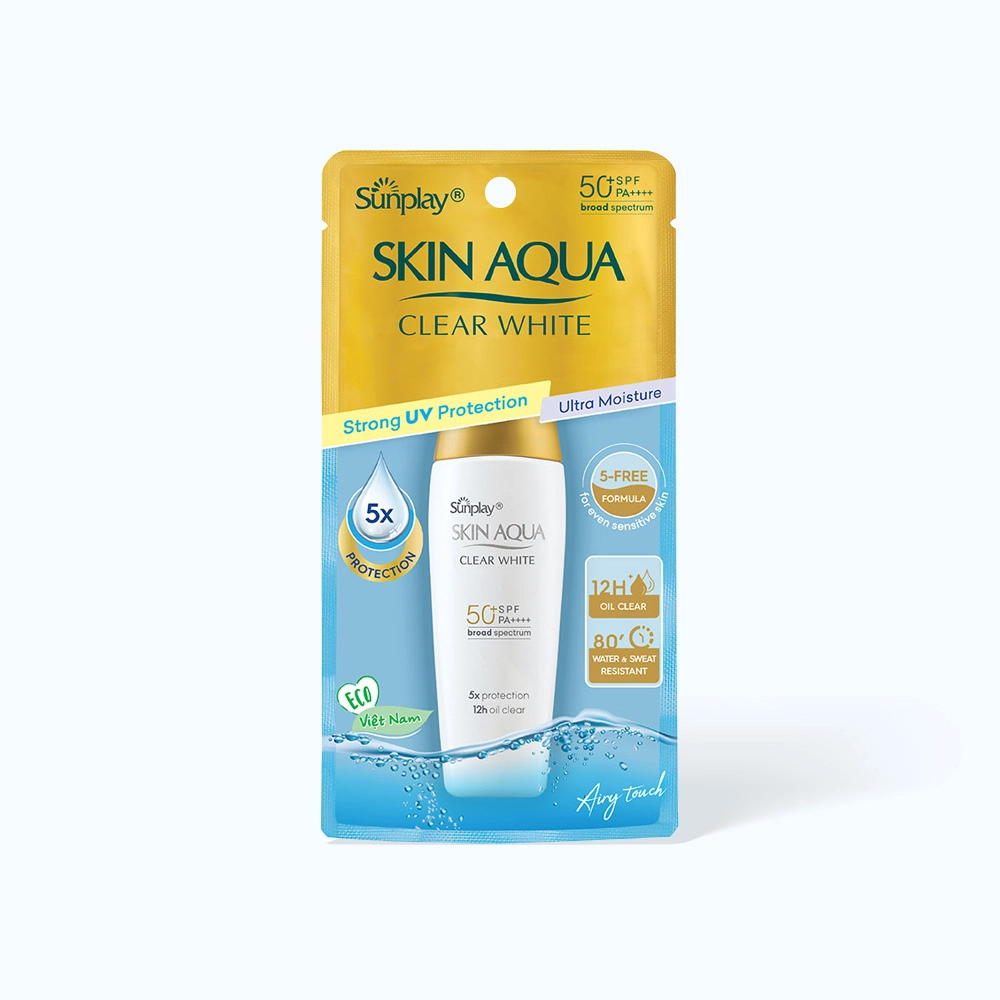 Sunplay®
50+ SPF
PA++++
broad spectrum
SKIN AQUA
CLEAR WHITE
Strong UV Protection
Ultra Moisture
5x
PROTECTION
5-FREE
FORMULA
for even sensitive skin
12H
OIL CLEAR
80'
WATER & SWEAT
RESISTANT
Sunplay®
SKIN AQUA
CLEAR WHITE
50+ SPF
PA++++
broad spectrum
5x protection
12h oil clear
ECO
Việt Nam
Airy touch